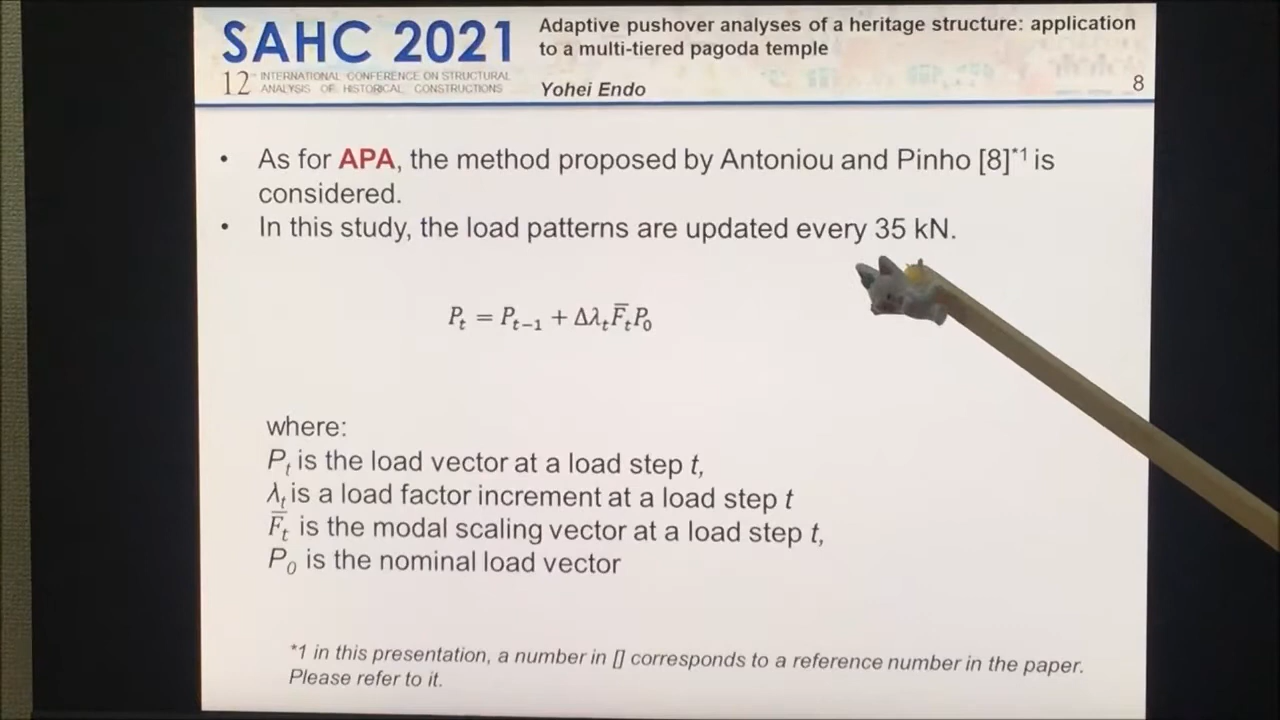 SAHC 2021
12th INTERNATIONAL CONFERENCE ON STRUCTURAL
ANALYSIS OF HISTORICAL CONSTRUCTIONS
Adaptive pushover analyses of a heritage structure: application
to a multi-tiered pagoda temple
Yohei Endo
8
• As for APA, the method proposed by Antoniou and Pinho [8]*1 is
considered.
• In this study, the load patterns are updated every 35 kN.
Pₜ = Pₜ₋₁ + ΔλₜF̅ₜP₀
where:
Pₜ is the load vector at a load step t,
λₜ is a load factor increment at a load step t
F̅ₜ is the modal scaling vector at a load step t,
P₀ is the nominal load vector
*1 in this presentation, a number in [] corresponds to a reference number in the paper.
Please refer to it.